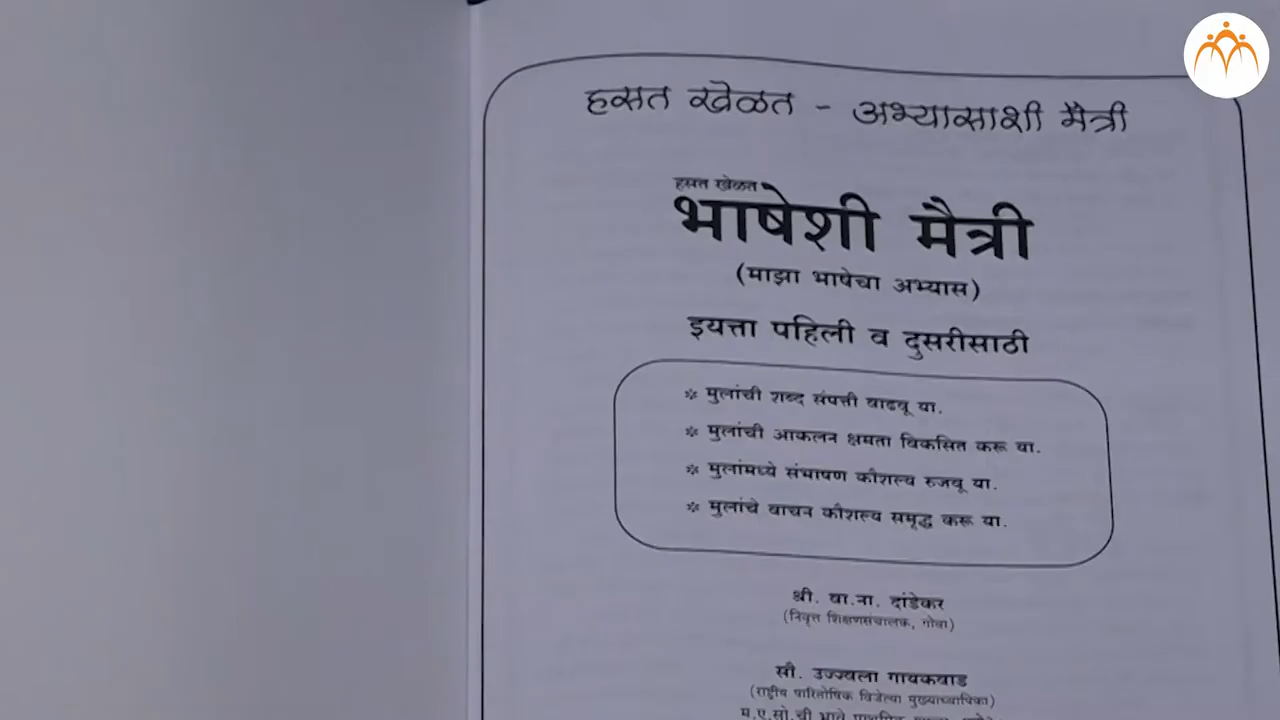 हसत खेळत - अभ्यासाशी मैत्री
हसत खेळत
भाषेशी मैत्री
(माझा भाषेचा अभ्यास)
इयत्ता पहिली व दुसरीसाठी
❊ मुलांची शब्द संपत्ती वाढवू या.
❊ मुलांची आकलन क्षमता विकसित करू या.
❊ मुलांमध्ये संभाषण कौशल्य रुजवू या.
❊ मुलांचे वाचन कौशल्य समृद्ध करू या.
श्री. वा.ना. दांडेकर
(निवृत्त शिक्षणसंचालक, गोवा)
सौ. उज्ज्वला गायकवाड
(राष्ट्रीय पारितोषिक विजेत्या मुख्याध्यापिका)
म.ए.सो.ची भावे प्राथमिक